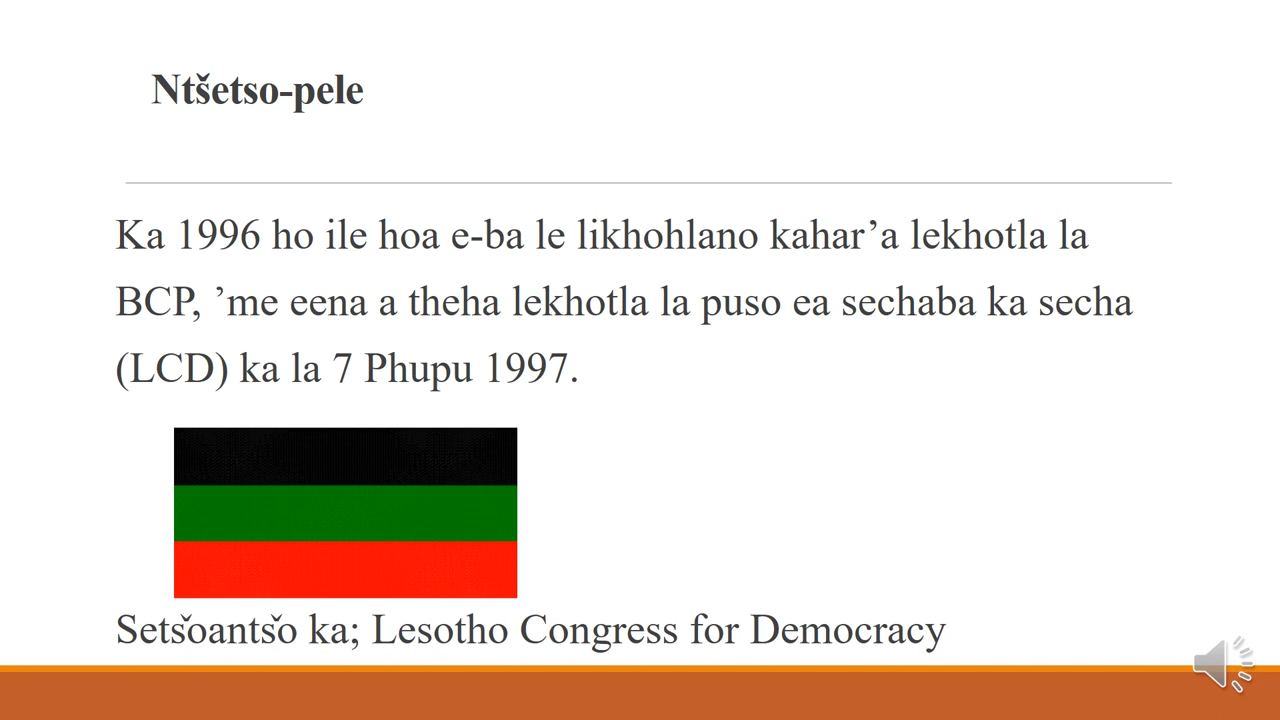 Ntšetso-pele
Ka 1996 ho ile hoa e-ba le likhohlano kahar’a lekhotla la
BCP, ’me eena a theha lekhotla la puso ea sechaba ka secha
(LCD) ka la 7 Phupu 1997.
Setšoantšo ka; Lesotho Congress for Democracy